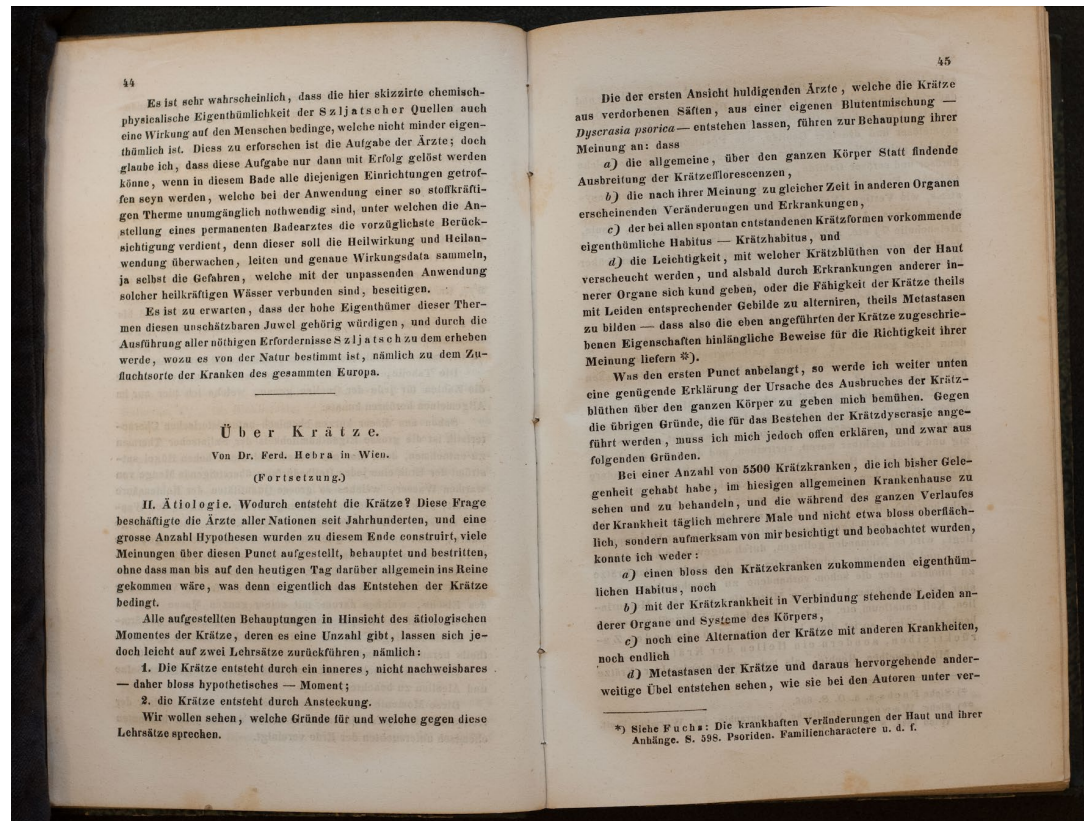 44
Es ist sehr wahrscheinlich, dass die hier skizzirte chemisch-
physicalische Eigenthümlichkeit der Szljatscher Quellen auch
eine Wirkung auf den Menschen bedinge, welche nicht minder eigen-
thümlich ist. Diess zu erforschen ist die Aufgabe der Ärzte; doch
glaube ich, dass diese Aufgabe nur dann mit Erfolg gelöst werden
könne, wenn in diesem Bade alle diejenigen Einrichtungen getrof-
fen seyn werden, welche bei der Anwendung einer so stoffkräfti-
gen Therme unumgänglich nothwendig sind, unter welchen die An-
stellung eines permanenten Badearztes die vorzüglichste Berück-
sichtigung verdient, denn dieser soll die Heilwirkung und Heilan-
wendung überwachen, leiten und genaue Wirkungsdata sammeln,
ja selbst die Gefahren, welche mit der unpassenden Anwendung
solcher heilkräftigen Wässer verbunden sind, beseitigen.
Es ist zu erwarten, dass der hohe Eigenthümer dieser Ther-
men diesen unschätzbaren Juwel gehörig würdigen, und durch die
Ausführung aller nöthigen Erfordernisse Szljatsch zu dem erheben
werde, wozu es von der Natur bestimmt ist, nämlich zu dem Zu-
fluchtsorte der Kranken des gesammten Europa.
Über Krätze.
Von Dr. Ferd. Hebra in Wien.
(Fortsetzung.)
II. Ätiologie. Wodurch entsteht die Krätze? Diese Frage
beschäftigte die Ärzte aller Nationen seit Jahrhunderten, und eine
grosse Anzahl Hypothesen wurden zu diesem Ende construirt, viele
Meinungen über diesen Punct aufgestellt, behauptet und bestritten,
ohne dass man bis auf den heutigen Tag darüber allgemein ins Reine
gekommen wäre, was denn eigentlich das Entstehen der Krätze
bedingt.
Alle aufgestellten Behauptungen in Hinsicht des ätiologischen
Momentes der Krätze, deren es eine Unzahl gibt, lassen sich je-
doch leicht auf zwei Lehrsätze zurückführen, nämlich:
1. Die Krätze entsteht durch ein inneres, nicht nachweisbares
— daher bloss hypothetisches — Moment;
2. die Krätze entsteht durch Ansteckung.
Wir wollen sehen, welche Gründe für und welche gegen diese
Lehrsätze sprechen.
45
Die der ersten Ansicht huldigenden Ärzte, welche die Krätze
aus verdorbenen Säften, aus einer eigenen Blutentmischung —
Dyscrasia psorica — entstehen lassen, führen zur Behauptung ihrer
Meinung an: dass
a) die allgemeine, über den ganzen Körper Statt findende
Ausbreitung der Krätzefflorescenzen,
b) die nach ihrer Meinung zu gleicher Zeit in anderen Organen
erscheinenden Veränderungen und Erkrankungen,
c) der bei allen spontan entstandenen Krätzformen vorkommende
eigenthümliche Habitus — Krätzhabitus, und
d) die Leichtigkeit, mit welcher Krätzblüthen von der Haut
verscheucht werden, und alsbald durch Erkrankungen anderer in-
nerer Organe sich kund geben, oder die Fähigkeit der Krätze theils
mit Leiden entsprechender Gebilde zu alterniren, theils Metastasen
zu bilden — dass also die eben angeführten der Krätze zugeschrie-
benen Eigenschaften hinlängliche Beweise für die Richtigkeit ihrer
Meinung liefern *).
Was den ersten Punct anbelangt, so werde ich weiter unten
eine genügende Erklärung der Ursache des Ausbruches der Krätz-
blüthen über den ganzen Körper zu geben mich bemühen. Gegen
die übrigen Gründe, die für das Bestehen der Krätzdyscrasie ange-
führt werden, muss ich mich jedoch offen erklären, und zwar aus
folgenden Gründen.
Bei einer Anzahl von 5500 Krätzkranken, die ich bisher Gele-
genheit gehabt habe, im hiesigen allgemeinen Krankenhause zu
sehen und zu behandeln, und die während des ganzen Verlaufes
der Krankheit täglich mehrere Male und nicht etwa bloss oberfläch-
lich, sondern aufmerksam von mir besichtigt und beobachtet wurden,
konnte ich weder:
a) einen bloss den Krätzekranken zukommenden eigenthüm-
lichen Habitus, noch
b) mit der Krätzkrankheit in Verbindung stehende Leiden an-
derer Organe und Systeme des Körpers,
c) noch eine Alternation der Krätze mit anderen Krankheiten,
noch endlich
d) Metastasen der Krätze und daraus hervorgehende ander-
weitige Übel entstehen sehen, wie sie bei den Autoren unter ver-
*) Siehe Fuchs: Die krankhaften Veränderungen der Haut und ihrer
Anhänge. S. 598. Psoriden. Familiencharactere u. d. f.